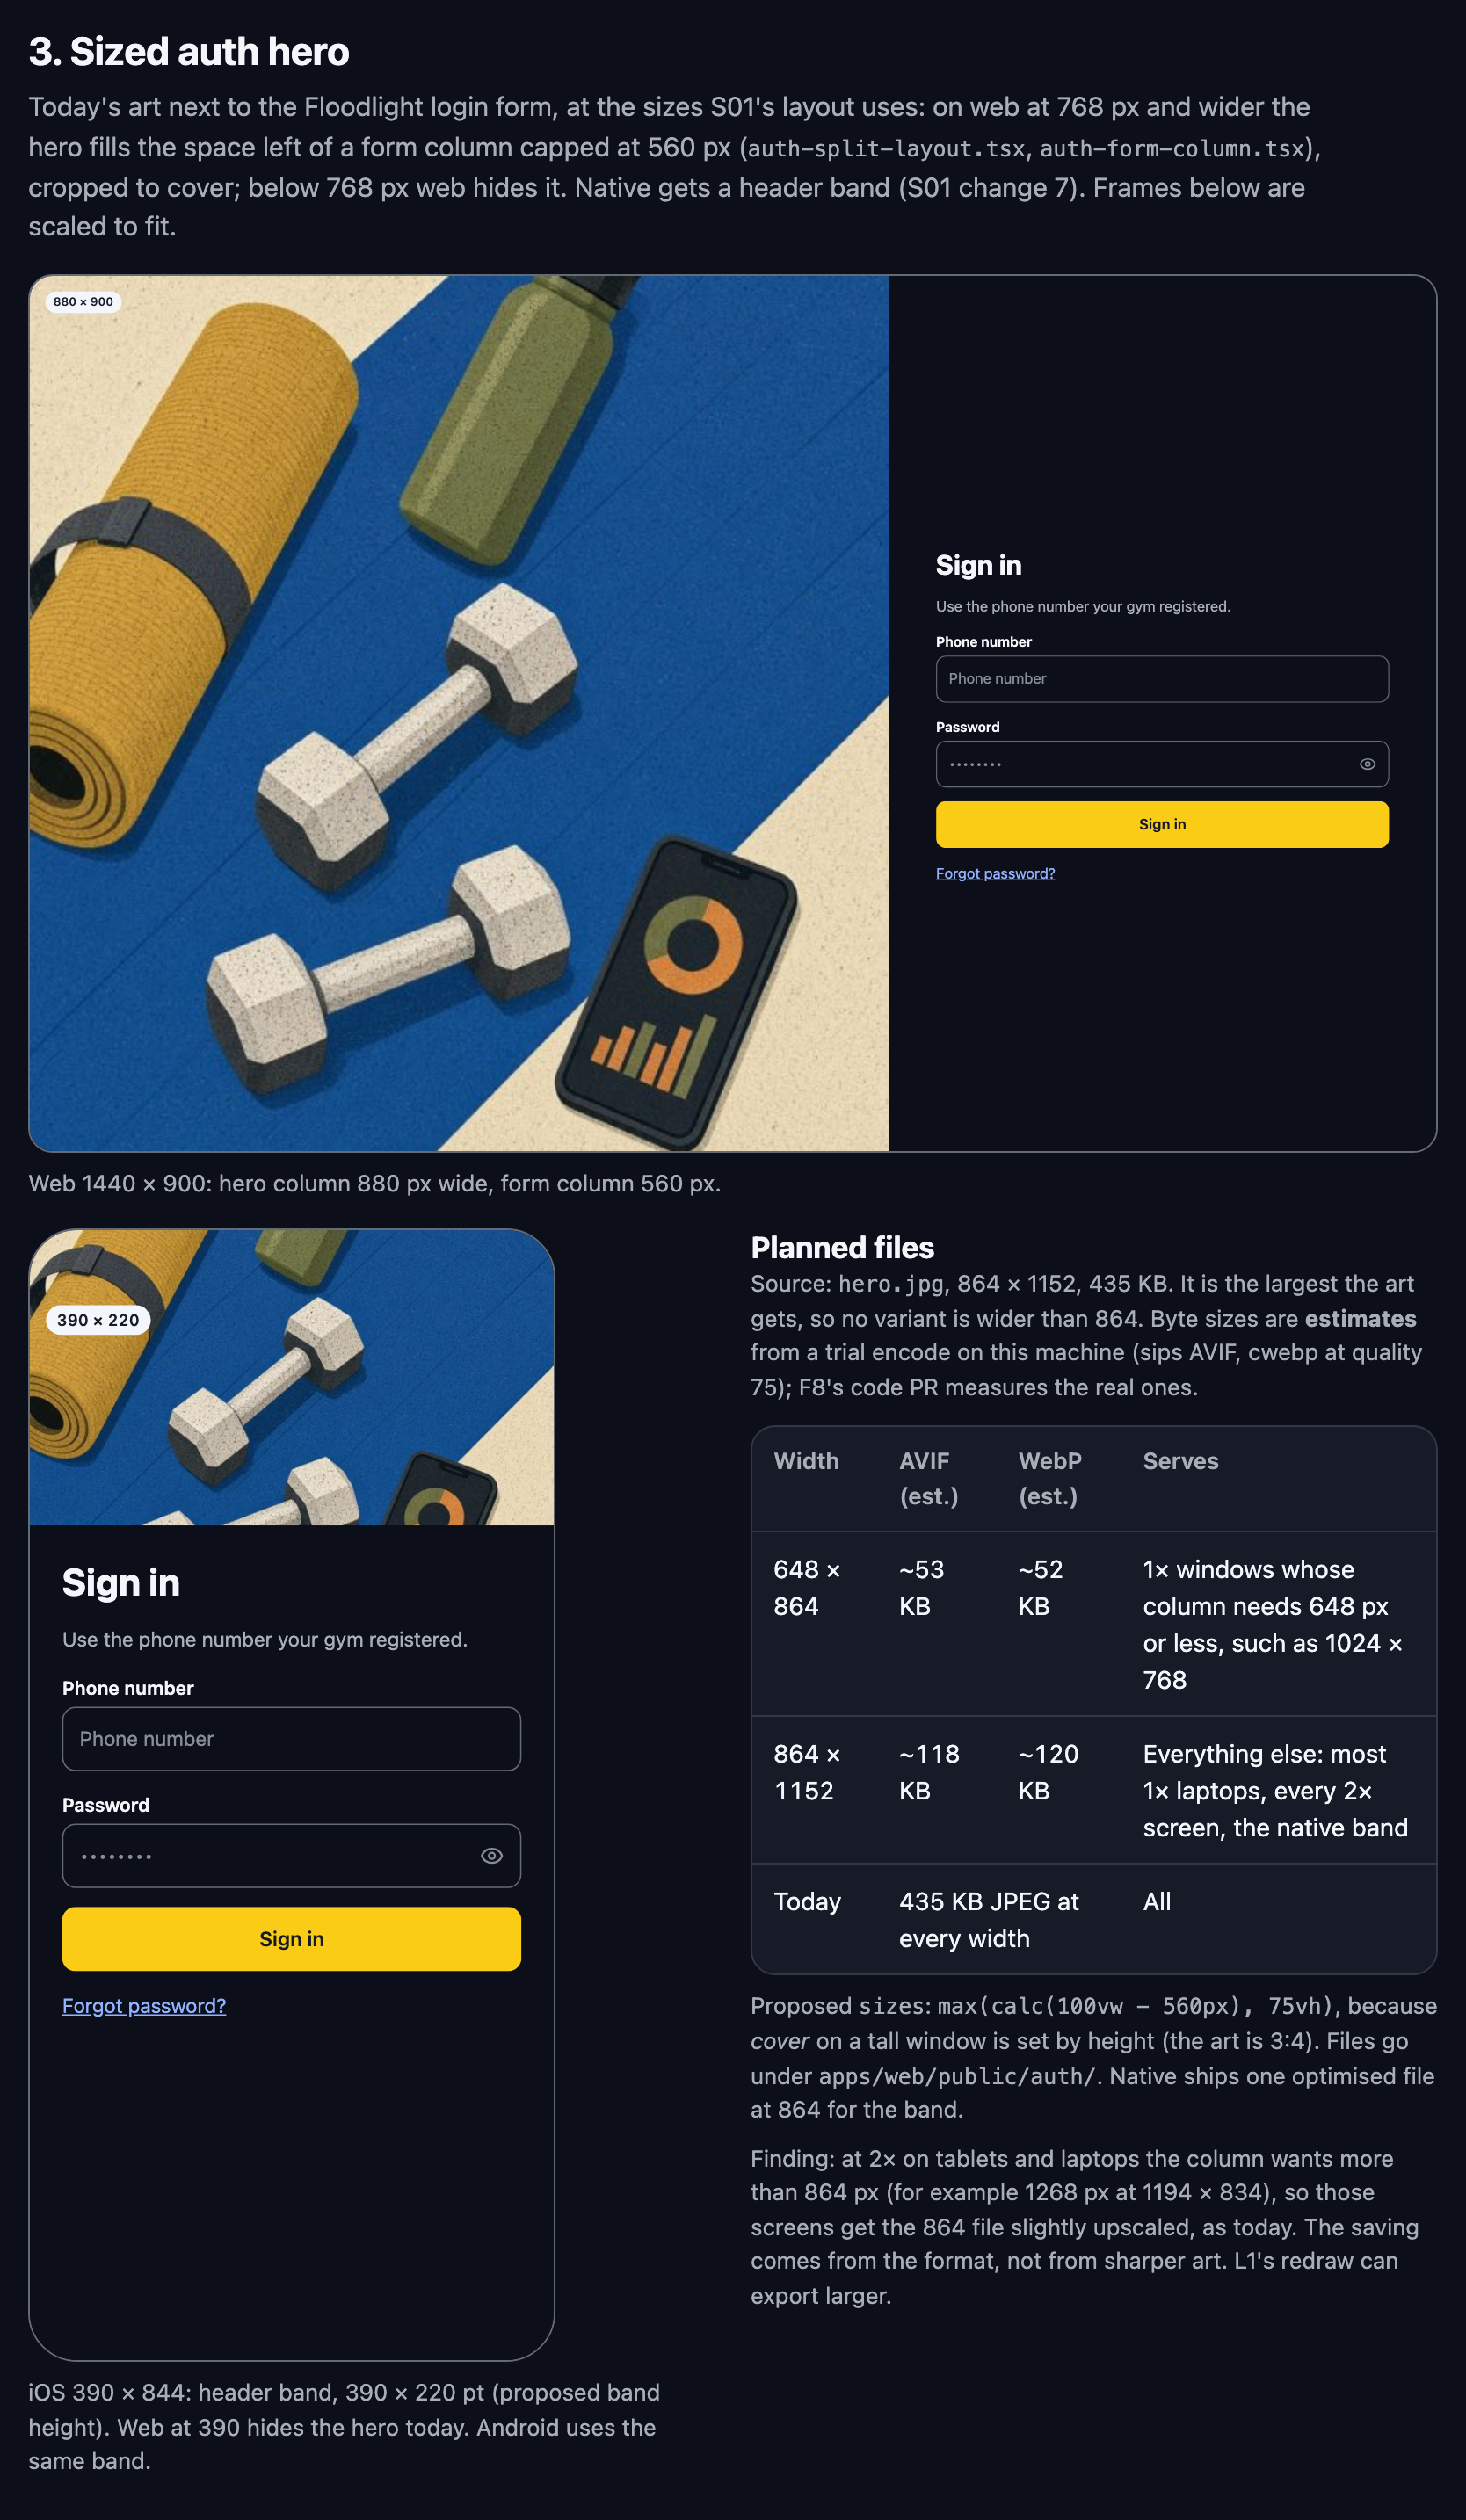 3. Sized auth hero
Today's art next to the Floodlight login form, at the sizes S01's layout uses: on web at 768 px and wider the
hero fills the space left of a form column capped at 560 px (auth-split-layout.tsx, auth-form-column.tsx),
cropped to cover; below 768 px web hides it. Native gets a header band (S01 change 7). Frames below are
scaled to fit.
880 × 900
Sign in
Use the phone number your gym registered.
Phone number
Phone number
Password
••••••••
Sign in
Forgot password?
Web 1440 × 900: hero column 880 px wide, form column 560 px.
390 × 220
Sign in
Use the phone number your gym registered.
Phone number
Phone number
Password
••••••••
Sign in
Forgot password?
iOS 390 × 844: header band, 390 × 220 pt (proposed band
height). Web at 390 hides the hero today. Android uses the
same band.
Planned files
Source: hero.jpg, 864 × 1152, 435 KB. It is the largest the art
gets, so no variant is wider than 864. Byte sizes are estimates
from a trial encode on this machine (sips AVIF, cwebp at quality
75); F8's code PR measures the real ones.
Width AVIF (est.) WebP (est.) Serves
648 × 864 ~53 KB ~52 KB 1× windows whose
column needs 648 px
or less, such as 1024 ×
768
864 × 1152 ~118 KB ~120 KB Everything else: most
1× laptops, every 2×
screen, the native band
Today 435 KB JPEG at every width All
Proposed sizes: max(calc(100vw − 560px), 75vh), because
cover on a tall window is set by height (the art is 3:4). Files go
under apps/web/public/auth/. Native ships one optimised file
at 864 for the band.
Finding: at 2× on tablets and laptops the column wants more
than 864 px (for example 1268 px at 1194 × 834), so those
screens get the 864 file slightly upscaled, as today. The saving
comes from the format, not from sharper art. L1's redraw can
export larger.